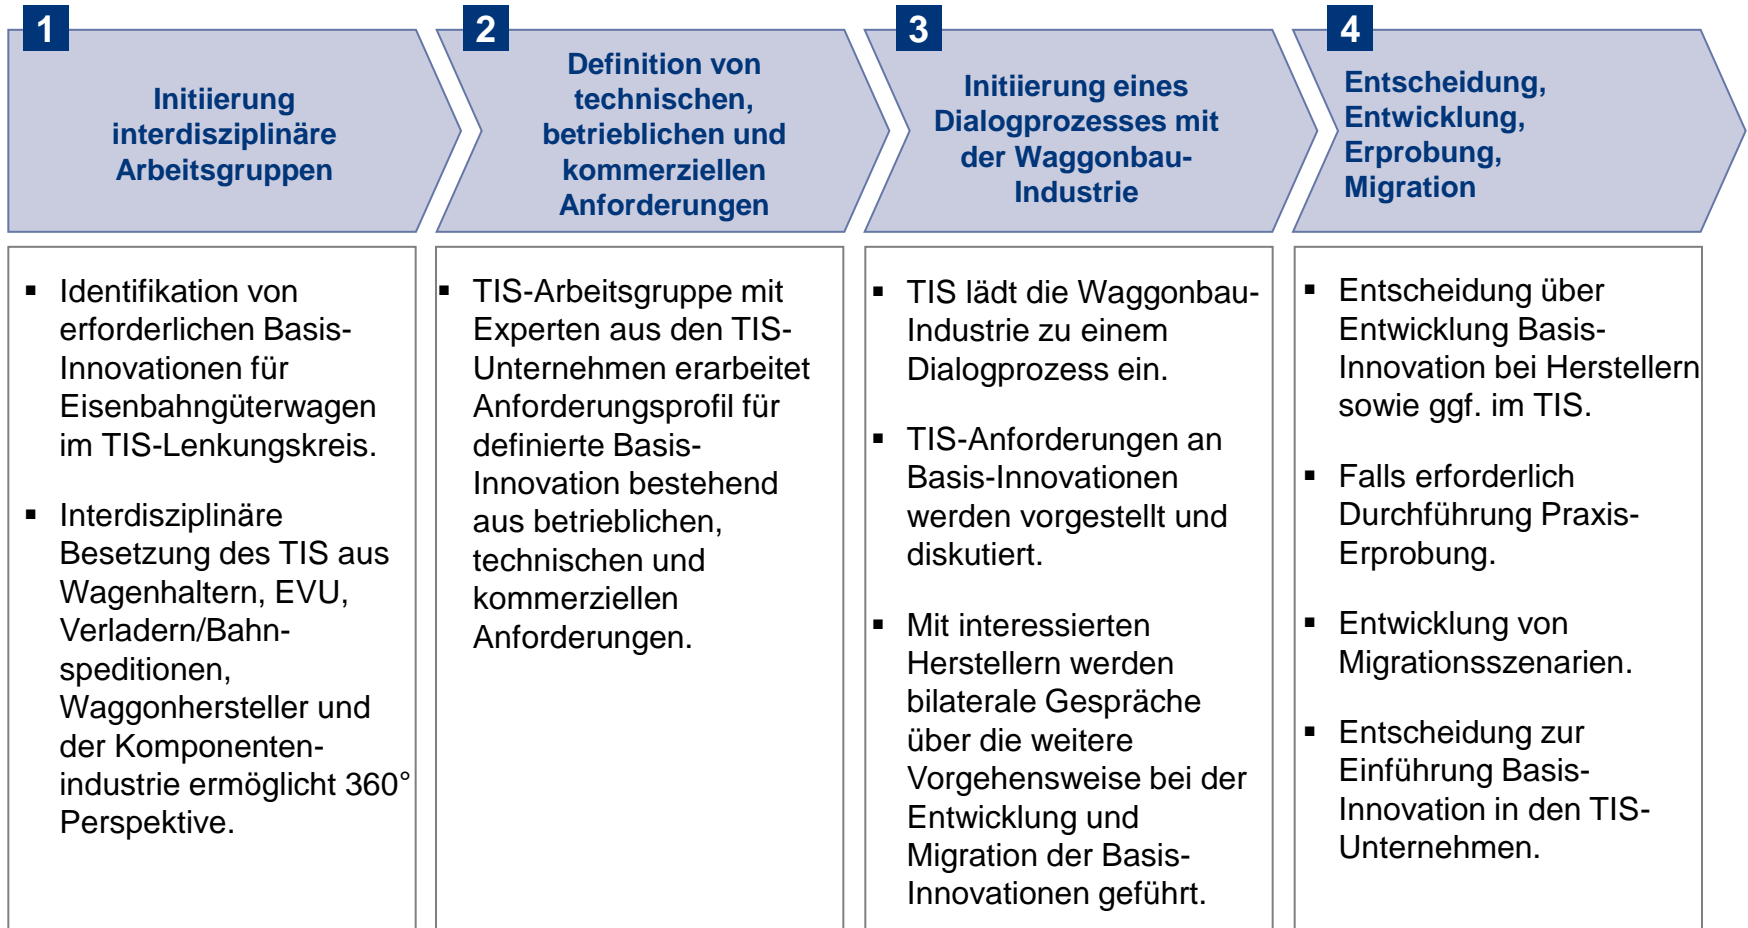 1
Initiierung
interdisziplinäre
Arbeitsgruppen
▪ Identifikation von
erforderlichen Basis-
Innovationen für
Eisenbahngüterwagen
im TIS-Lenkungskreis.
▪ Interdisziplinäre
Besetzung des TIS aus
Wagenhaltern, EVU,
Verladern/Bahn-
speditionen,
Waggonhersteller und
der Komponenten-
industrie ermöglicht 360°
Perspektive.
2
Definition von
technischen,
betrieblichen und
kommerziellen
Anforderungen
▪ TIS-Arbeitsgruppe mit
Experten aus den TIS-
Unternehmen erarbeitet
Anforderungsprofil für
definierte Basis-
Innovation bestehend
aus betrieblichen,
technischen und
kommerziellen
Anforderungen.
3
Initiierung eines
Dialogprozesses mit
der Waggonbau-
Industrie
▪ TIS lädt die Waggonbau-
Industrie zu einem
Dialogprozess ein.
▪ TIS-Anforderungen an
Basis-Innovationen
werden vorgestellt und
diskutiert.
▪ Mit interessierten
Herstellern werden
bilaterale Gespräche
über die weitere
Vorgehensweise bei der
Entwicklung und
Migration der Basis-
Innovationen geführt.
4
Entscheidung,
Entwicklung,
Erprobung,
Migration
▪ Entscheidung über
Entwicklung Basis-
Innovation bei Herstellern
sowie ggf. im TIS.
▪ Falls erforderlich
Durchführung Praxis-
Erprobung.
▪ Entwicklung von
Migrationsszenarien.
▪ Entscheidung zur
Einführung Basis-
Innovation in den TIS-
Unternehmen.